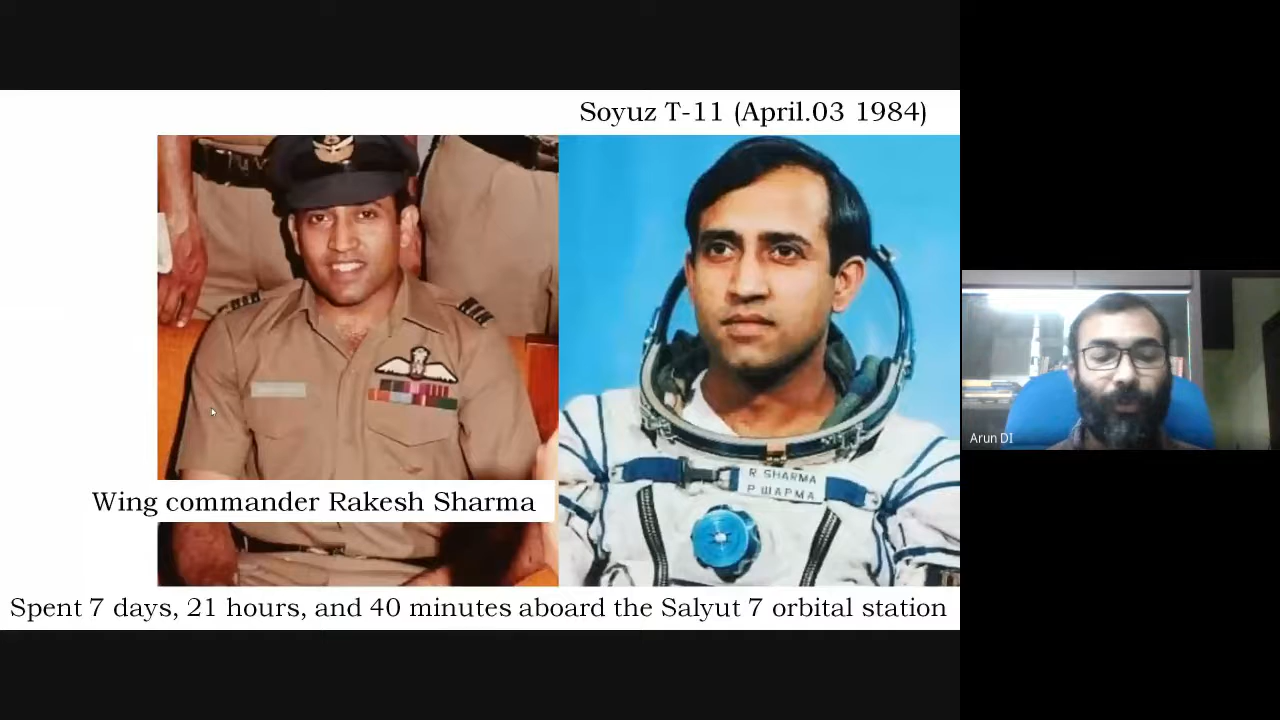 Soyuz T-11 (April.03 1984)
R SHARMA
Р ШАРМА
Wing commander Rakesh Sharma
Spent 7 days, 21 hours, and 40 minutes aboard the Salyut 7 orbital station
Arun DI